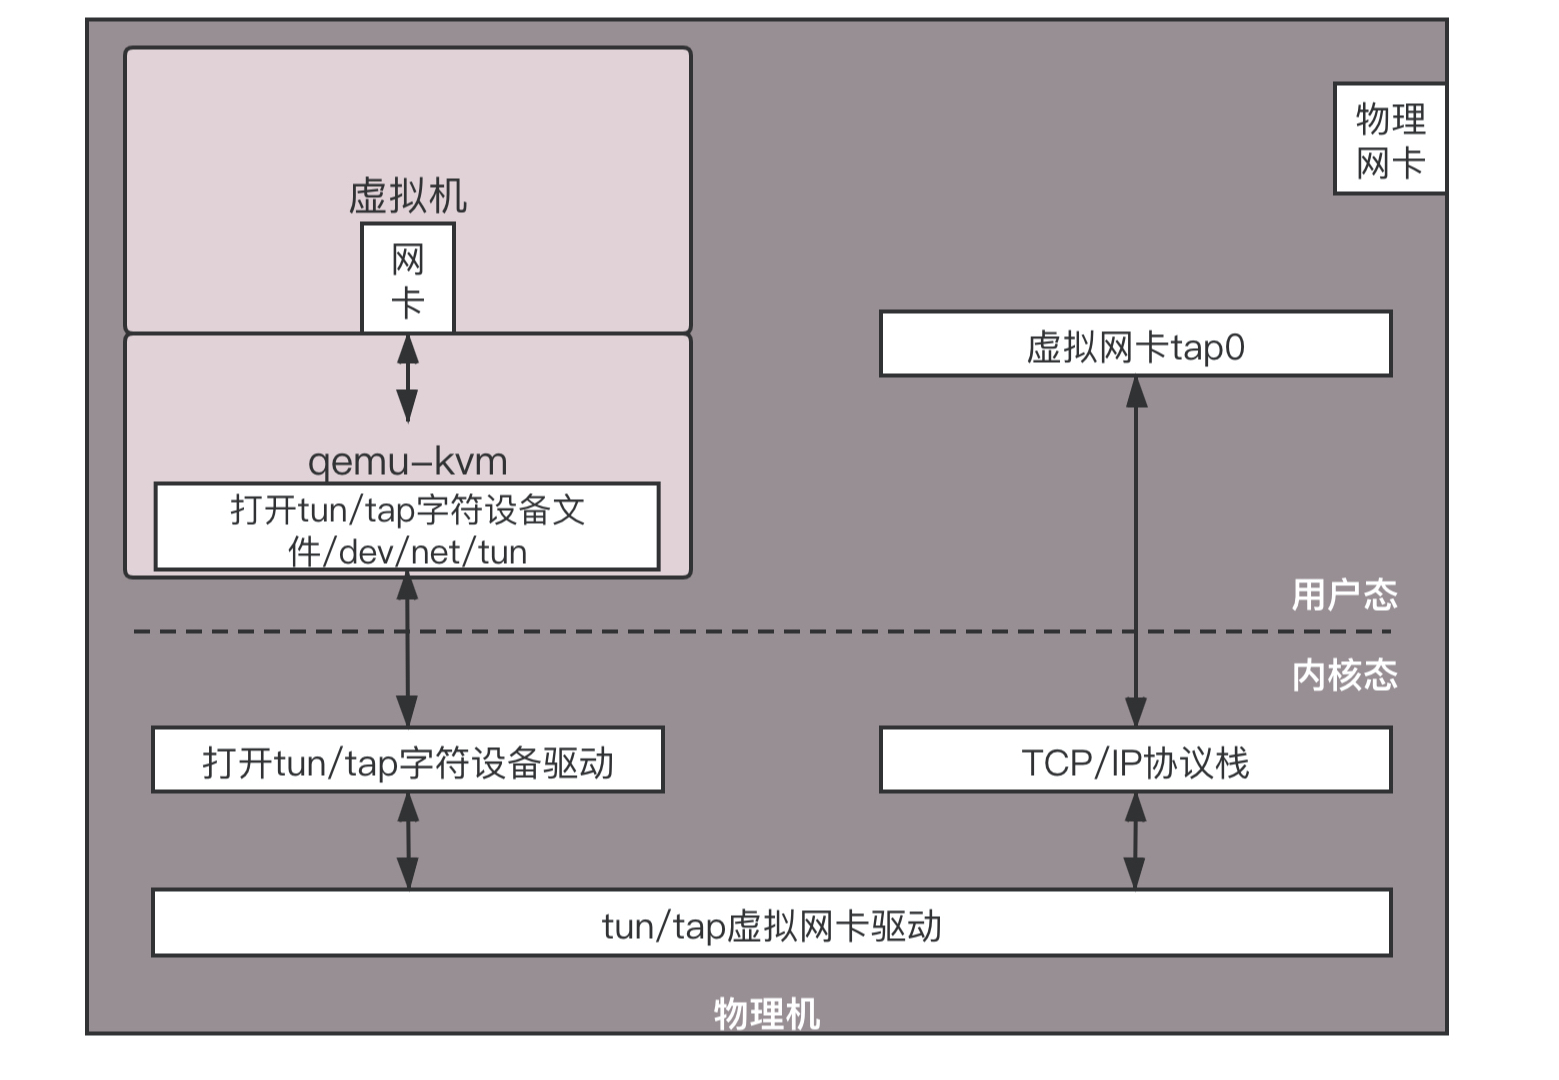 物理
网卡
虚拟机
网
卡
虚拟网卡tap0
qemu-kvm
打开tun/tap字符设备文
件/dev/net/tun
用户态
内核态
打开tun/tap字符设备驱动
TCP/IP协议栈
tun/tap虚拟网卡驱动
物理机